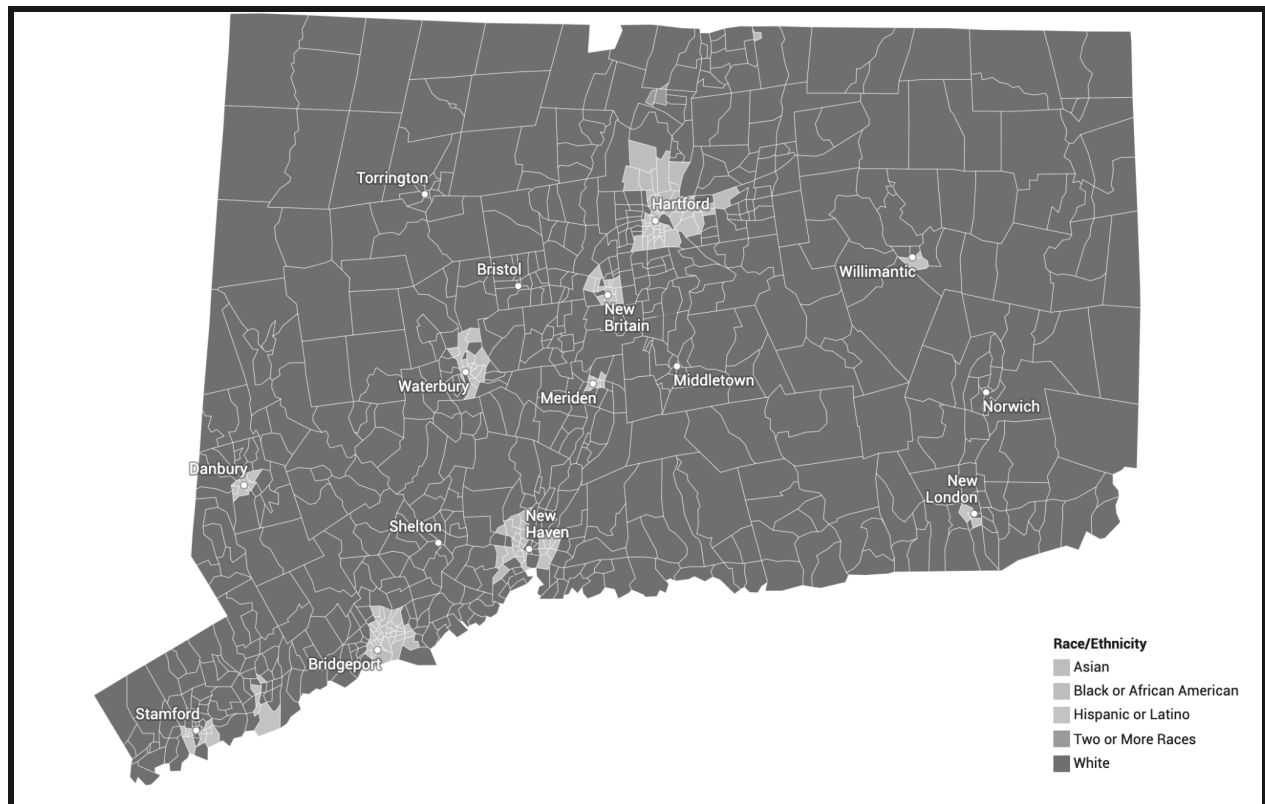 Torrington
Hartford
Willimantic
Bristol
New
Britain
Waterbury
Meriden
Middletown
Norwich
Danbury
New
London
Shelton
New
Haven
Bridgeport
Stamford
Race/Ethnicity
Asian
Black or African American
Hispanic or Latino
Two or More Races
White